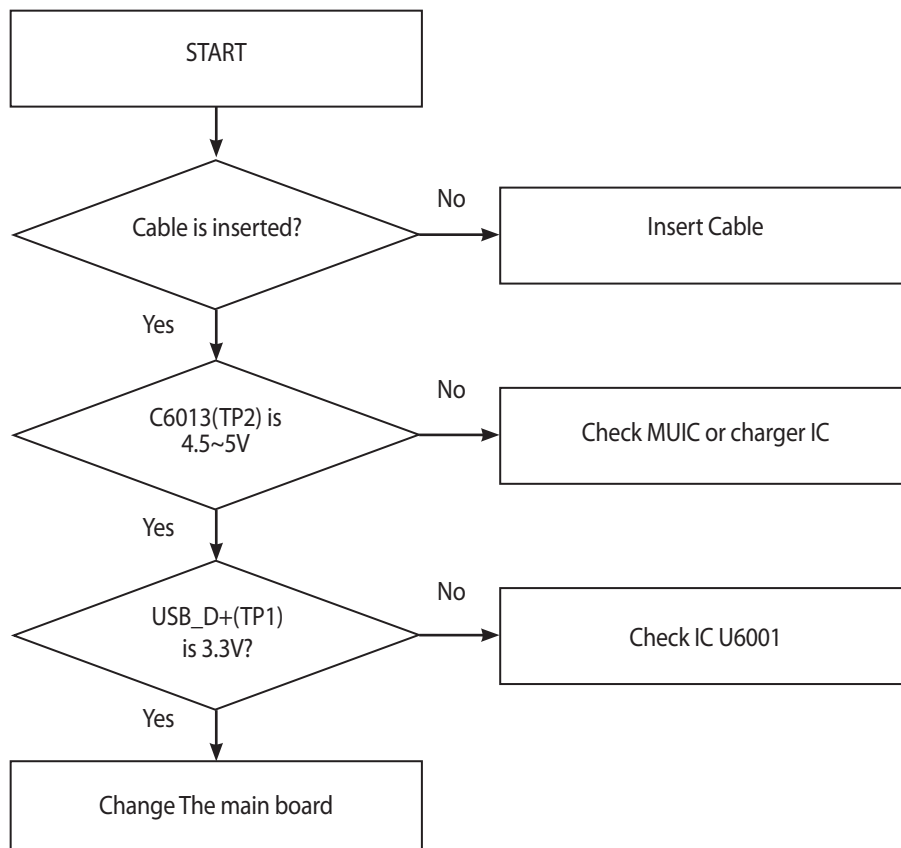 START
Cable is inserted?
No
Insert Cable
Yes
C6013(TP2) is
4.5~5V
No
Check MUIC or charger IC
Yes
USB_D+(TP1)
is 3.3V?
No
Check IC U6001
Yes
Change The main board